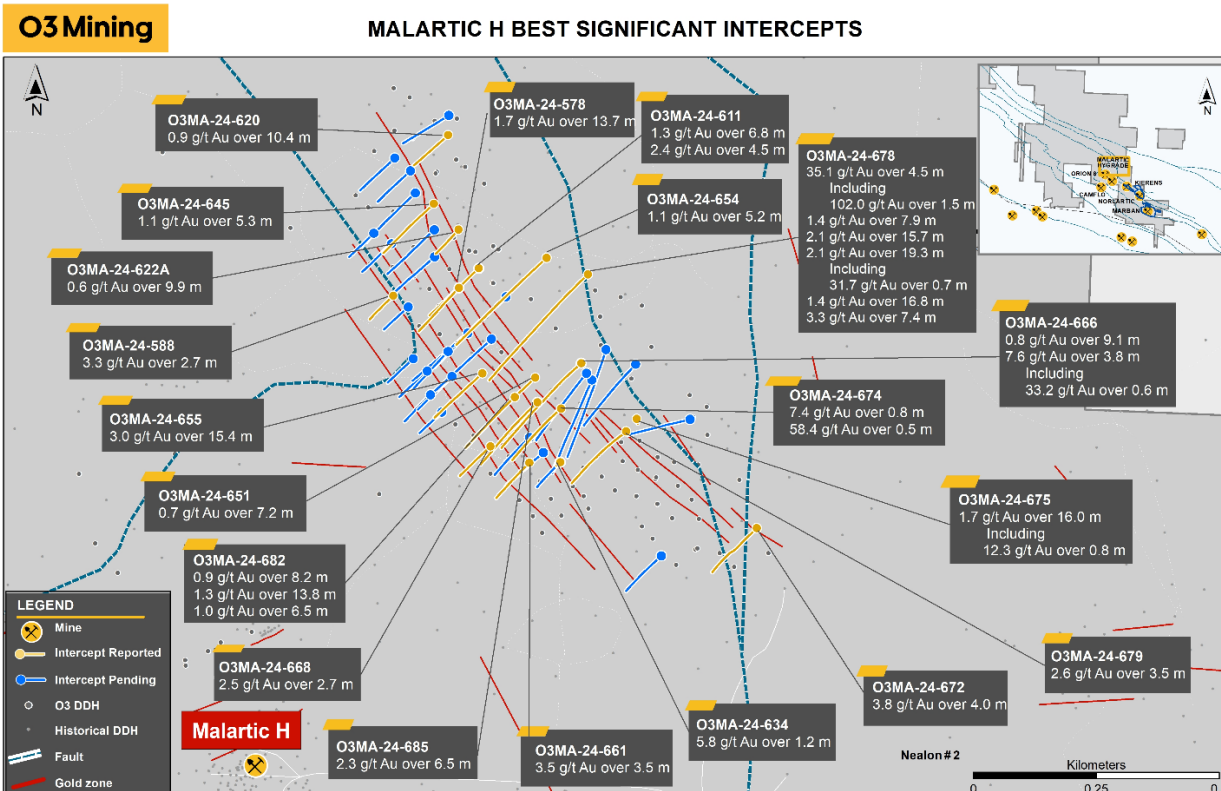 O3 Mining
MALARTIC H BEST SIGNIFICANT INTERCEPTS
N
O3MA-24-620
0.9 g/t Au over 10.4 m
O3MA-24-578
1.7 g/t Au over 13.7 m
O3MA-24-611
1.3 g/t Au over 6.8 m
2.4 g/t Au over 4.5 m
O3MA-24-678
35.1 g/t Au over 4.5 m
Including
102.0 g/t Au over 1.5 m
1.4 g/t Au over 7.9 m
2.1 g/t Au over 15.7 m
2.1 g/t Au over 19.3 m
Including
31.7 g/t Au over 0.7 m
1.4 g/t Au over 16.8 m
3.3 g/t Au over 7.4 m
N
MALARTIC
HYGRADE
ORION 8
KIERENS
CAMFLO
NORLARTIC
MARBAN
O3MA-24-645
1.1 g/t Au over 5.3 m
O3MA-24-654
1.1 g/t Au over 5.2 m
O3MA-24-622A
0.6 g/t Au over 9.9 m
O3MA-24-588
3.3 g/t Au over 2.7 m
O3MA-24-666
0.8 g/t Au over 9.1 m
7.6 g/t Au over 3.8 m
Including
33.2 g/t Au over 0.6 m
O3MA-24-674
7.4 g/t Au over 0.8 m
58.4 g/t Au over 0.5 m
O3MA-24-655
3.0 g/t Au over 15.4 m
O3MA-24-651
0.7 g/t Au over 7.2 m
O3MA-24-675
1.7 g/t Au over 16.0 m
Including
12.3 g/t Au over 0.8 m
O3MA-24-682
0.9 g/t Au over 8.2 m
1.3 g/t Au over 13.8 m
1.0 g/t Au over 6.5 m
O3MA-24-668
2.5 g/t Au over 2.7 m
O3MA-24-679
2.6 g/t Au over 3.5 m
O3MA-24-672
3.8 g/t Au over 4.0 m
O3MA-24-634
5.8 g/t Au over 1.2 m
O3MA-24-685
2.3 g/t Au over 6.5 m
O3MA-24-661
3.5 g/t Au over 3.5 m
LEGEND
Mine
Intercept Reported
Intercept Pending
O3 DDH
Historical DDH
Fault
Gold zone
Malartic H
Nealon #2
Kilometers
0 0.25